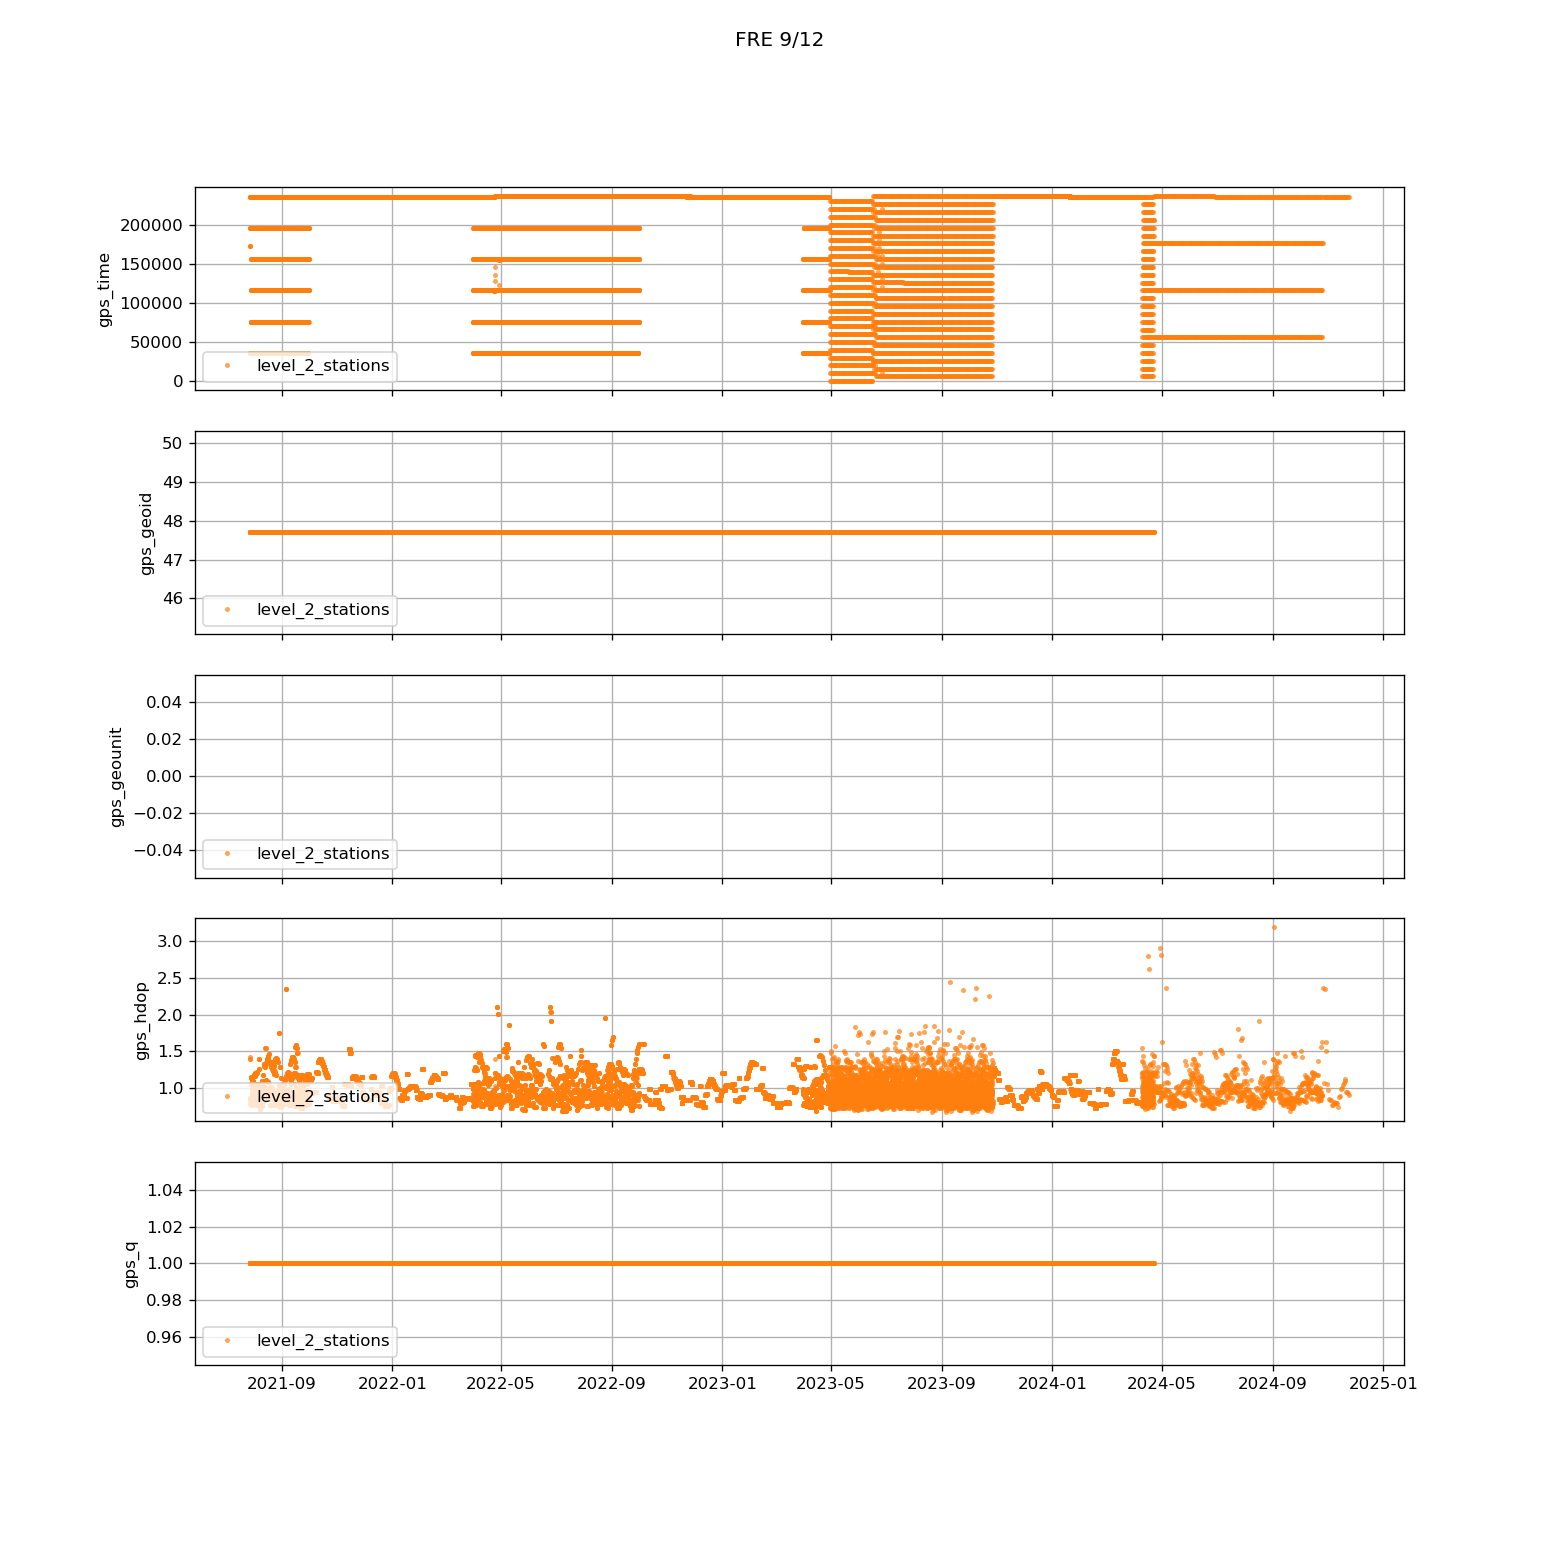 FRE 9/12
gps_time
200000
150000
100000
50000
0
level_2_stations
gps_geoid
50
49
48
47
46
level_2_stations
gps_geounit
0.04
0.02
0.00
−0.02
−0.04
level_2_stations
gps_hdop
3.0
2.5
2.0
1.5
1.0
level_2_stations
gps_q
1.04
1.02
1.00
0.98
0.96
level_2_stations
2021-09 2022-01 2022-05 2022-09 2023-01 2023-05 2023-09 2024-01 2024-05 2024-09 2025-01